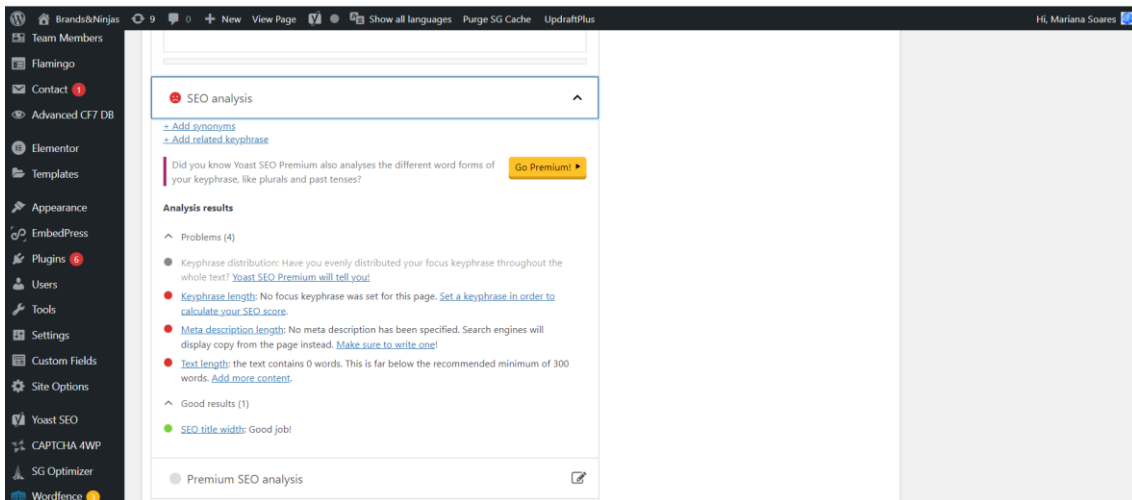 Brands&Ninjas 9 0 + New View Page Show all languages Purge SG Cache UpdraftPlus Hi, Mariana Soares
Team Members
Flamingo
Contact 1
Advanced CF7 DB
Elementor
Templates
Appearance
EmbedPress
Plugins 6
Users
Tools
Settings
Custom Fields
Site Options
Yoast SEO
CAPTCHA 4WP
SG Optimizer
Wordfence 3
SEO analysis
+ Add synonyms
+ Add related keyphrase
Did you know Yoast SEO Premium also analyses the different word forms of
your keyphrase, like plurals and past tenses?
Go Premium!
Analysis results
Problems (4)
Keyphrase distribution: Have you evenly distributed your focus keyphrase throughout the
whole text? Yoast SEO Premium will tell you!
Keyphrase length: No focus keyphrase was set for this page. Set a keyphrase in order to
calculate your SEO score.
Meta description length: No meta description has been specified. Search engines will
display copy from the page instead. Make sure to write one!
Text length: the text contains 0 words. This is far below the recommended minimum of 300
words. Add more content.
Good results (1)
SEO title width: Good job!
Premium SEO analysis